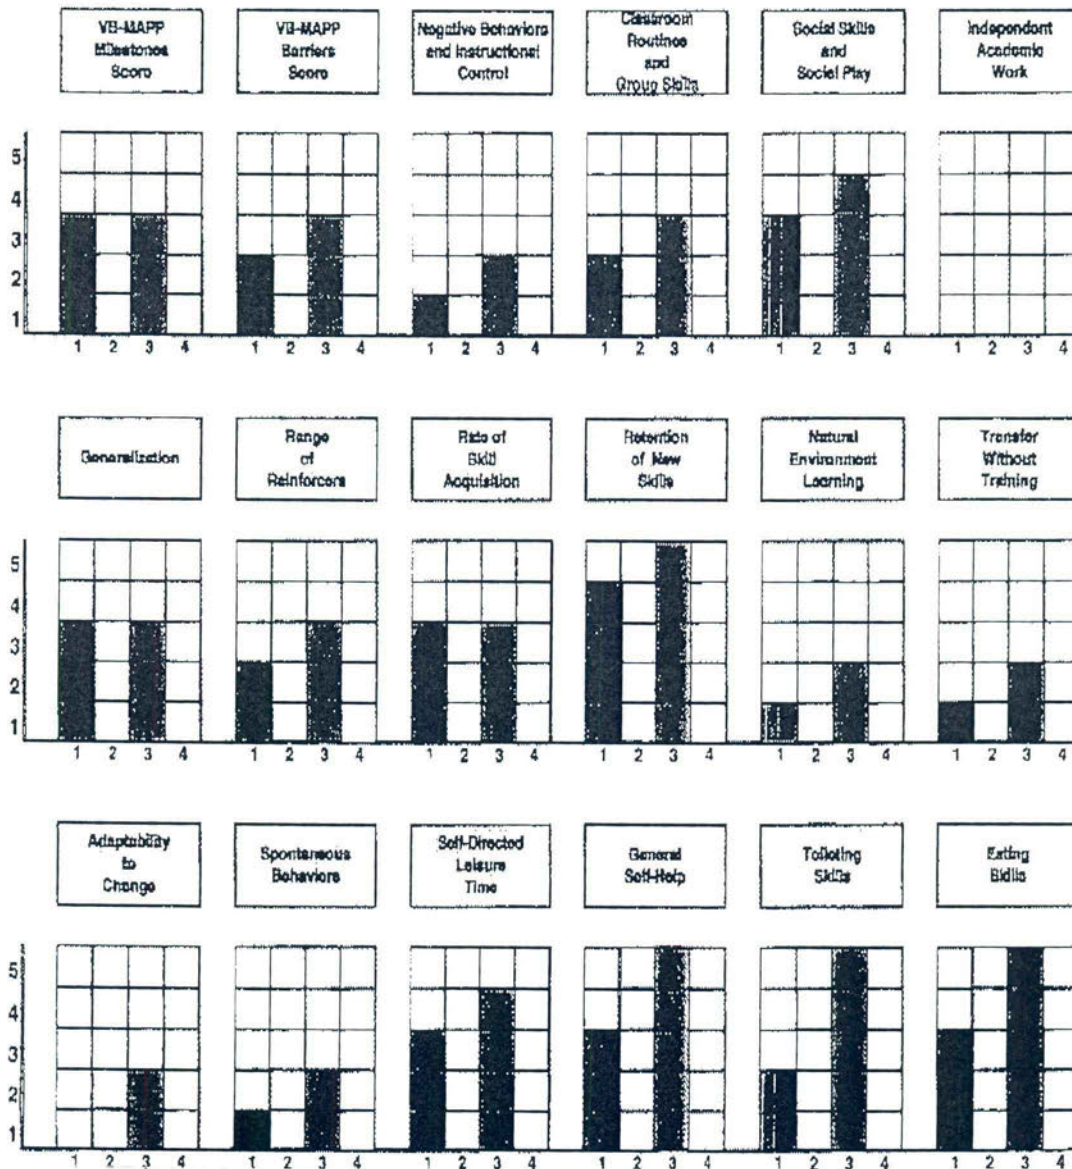 VB-MAPP
Milestones
Score
VB-MAPP
Barriers
Score
Negative Behaviors
and Instructional
Control
Classroom
Routines
and
Group Skills
Social Skills
and
Social Play
Independent
Academic
Work
5
4
3
2
1
1 2 3 4
1 2 3 4
1 2 3 4
1 2 3 4
1 2 3 4
1 2 3 4
Generalization
Range
of
Reinforcers
Rate of
Skill
Acquisition
Retention
of New
Skills
Natural
Environment
Learning
Transfer
Without
Training
5
4
3
2
1
1 2 3 4
1 2 3 4
1 2 3 4
1 2 3 4
1 2 3 4
1 2 3 4
Adaptability
to
Change
Spontaneous
Behaviors
Self-Directed
Leisure
Time
General
Self-Help
Toileting
Skills
Eating
Skills
5
4
3
2
1
1 2 3 4
1 2 3 4
1 2 3 4
1 2 3 4
1 2 3 4
1 2 3 4